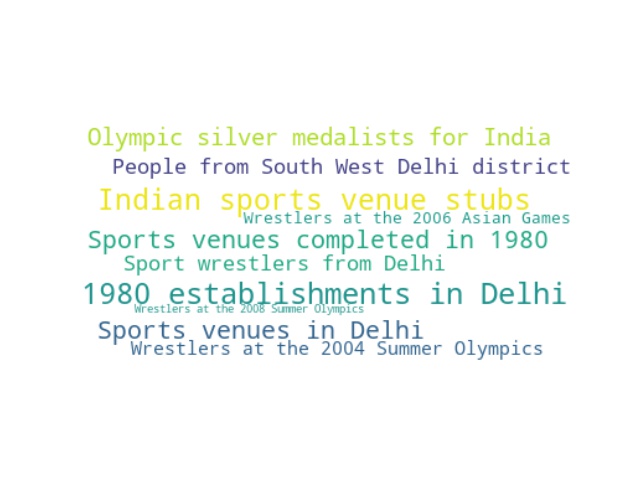 Olympic silver medalists for India
People from South West Delhi district
Indian sports venue stubs
Wrestlers at the 2006 Asian Games
Sports venues completed in 1980
Sport wrestlers from Delhi
1980 establishments in Delhi
Wrestlers at the 2008 Summer Olympics
Sports venues in Delhi
Wrestlers at the 2004 Summer Olympics